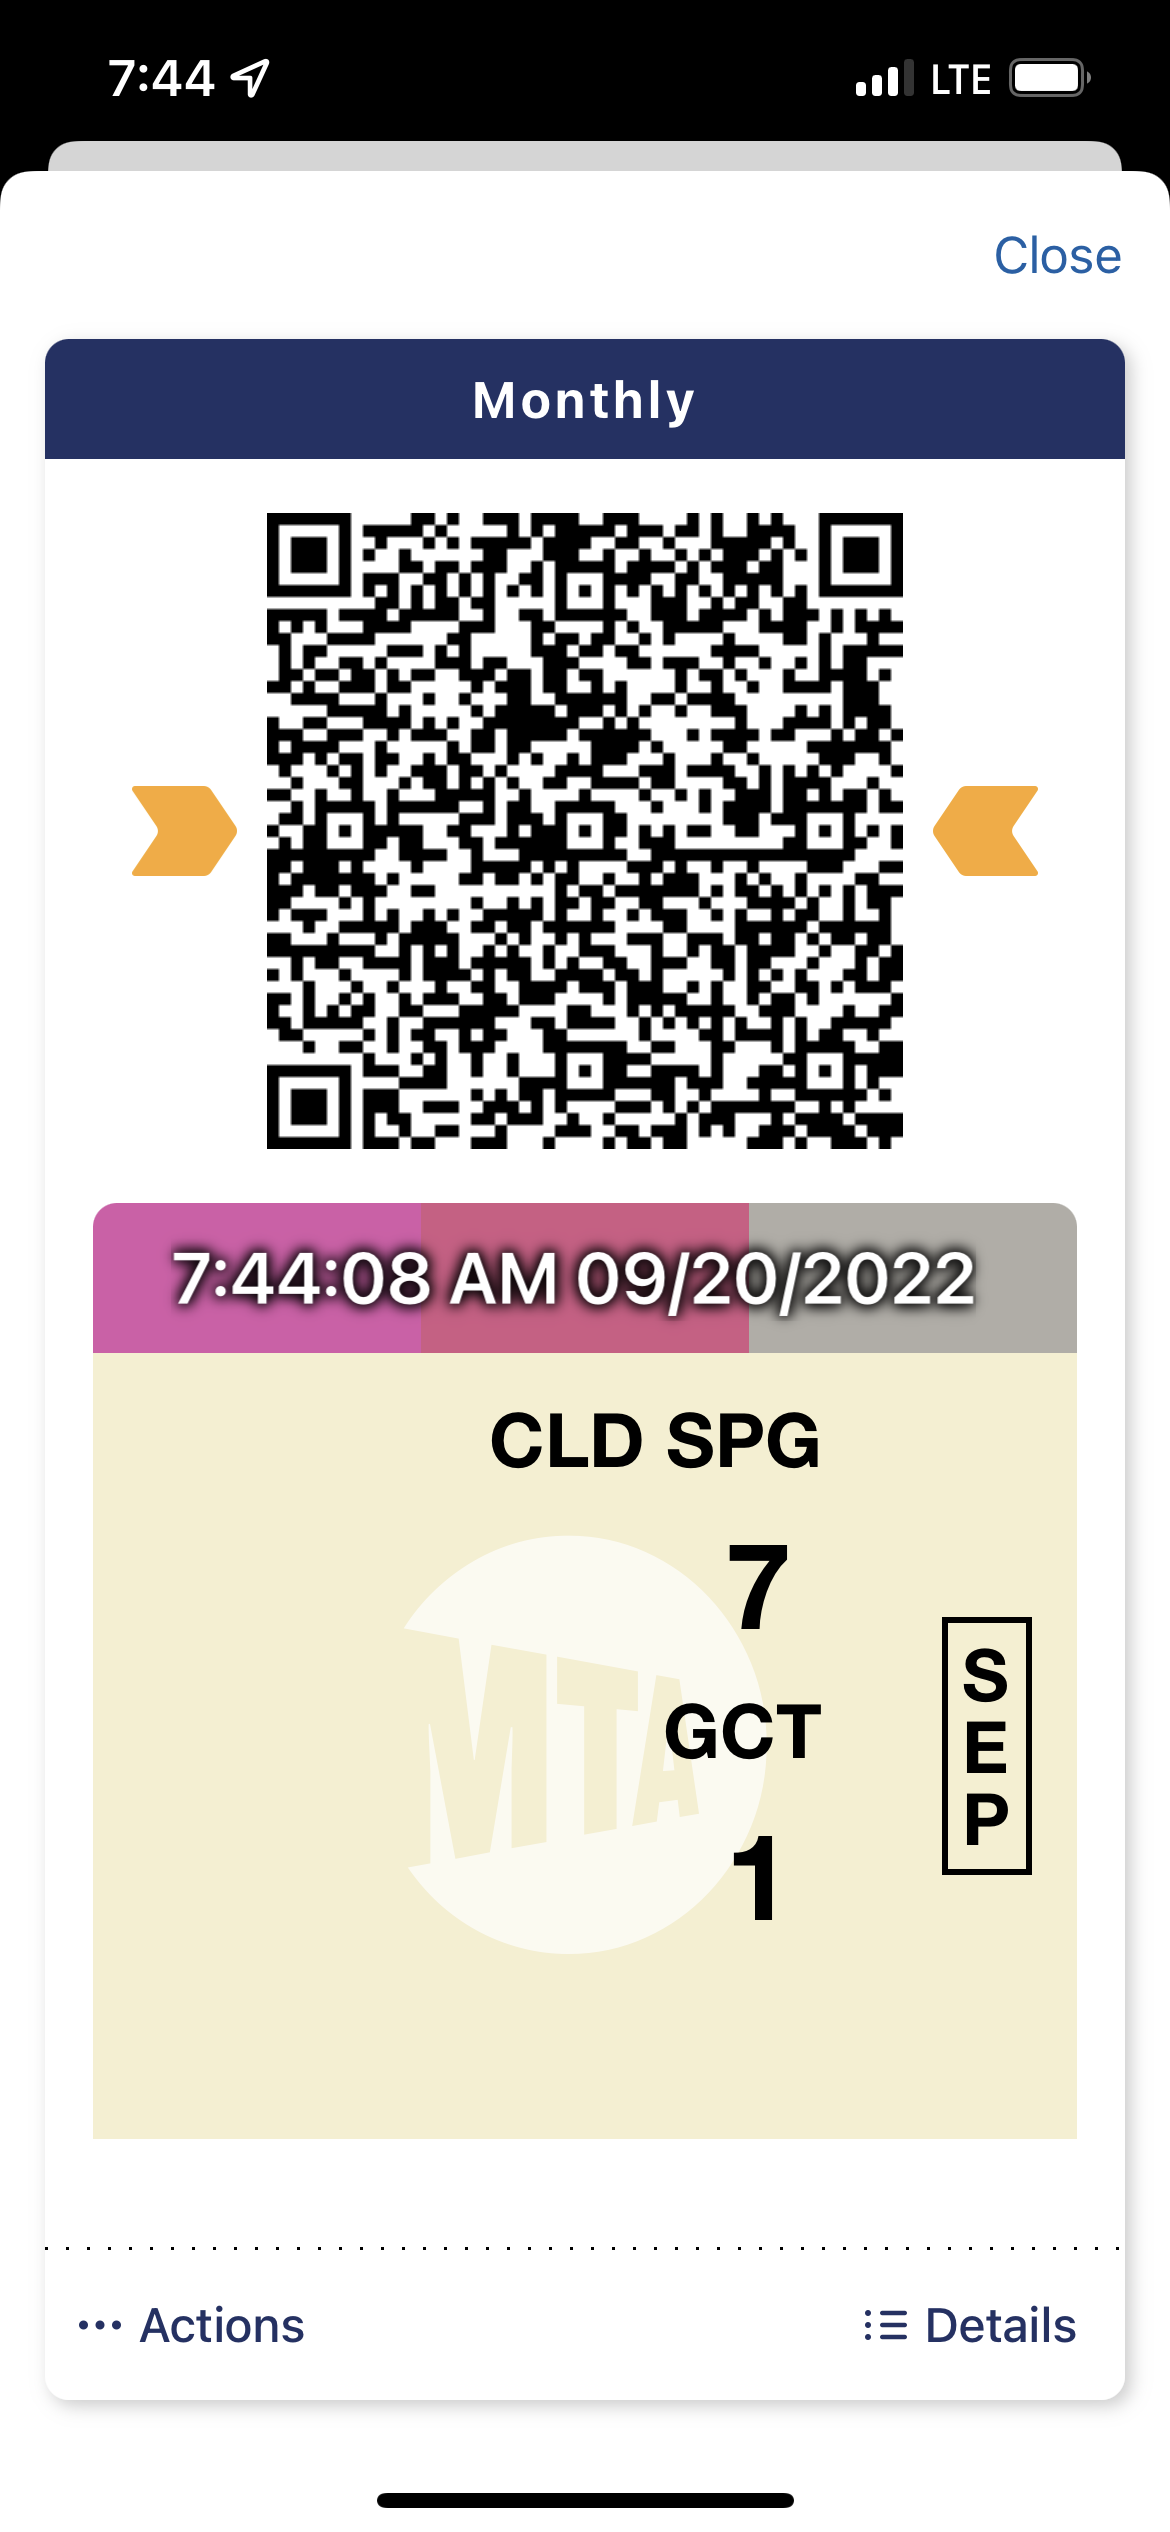 7:44 LTE
Close
Monthly
7:44:08 AM 09/20/2022
CLD SPG
7
MTA
GCT
1
SEP
Actions
Details